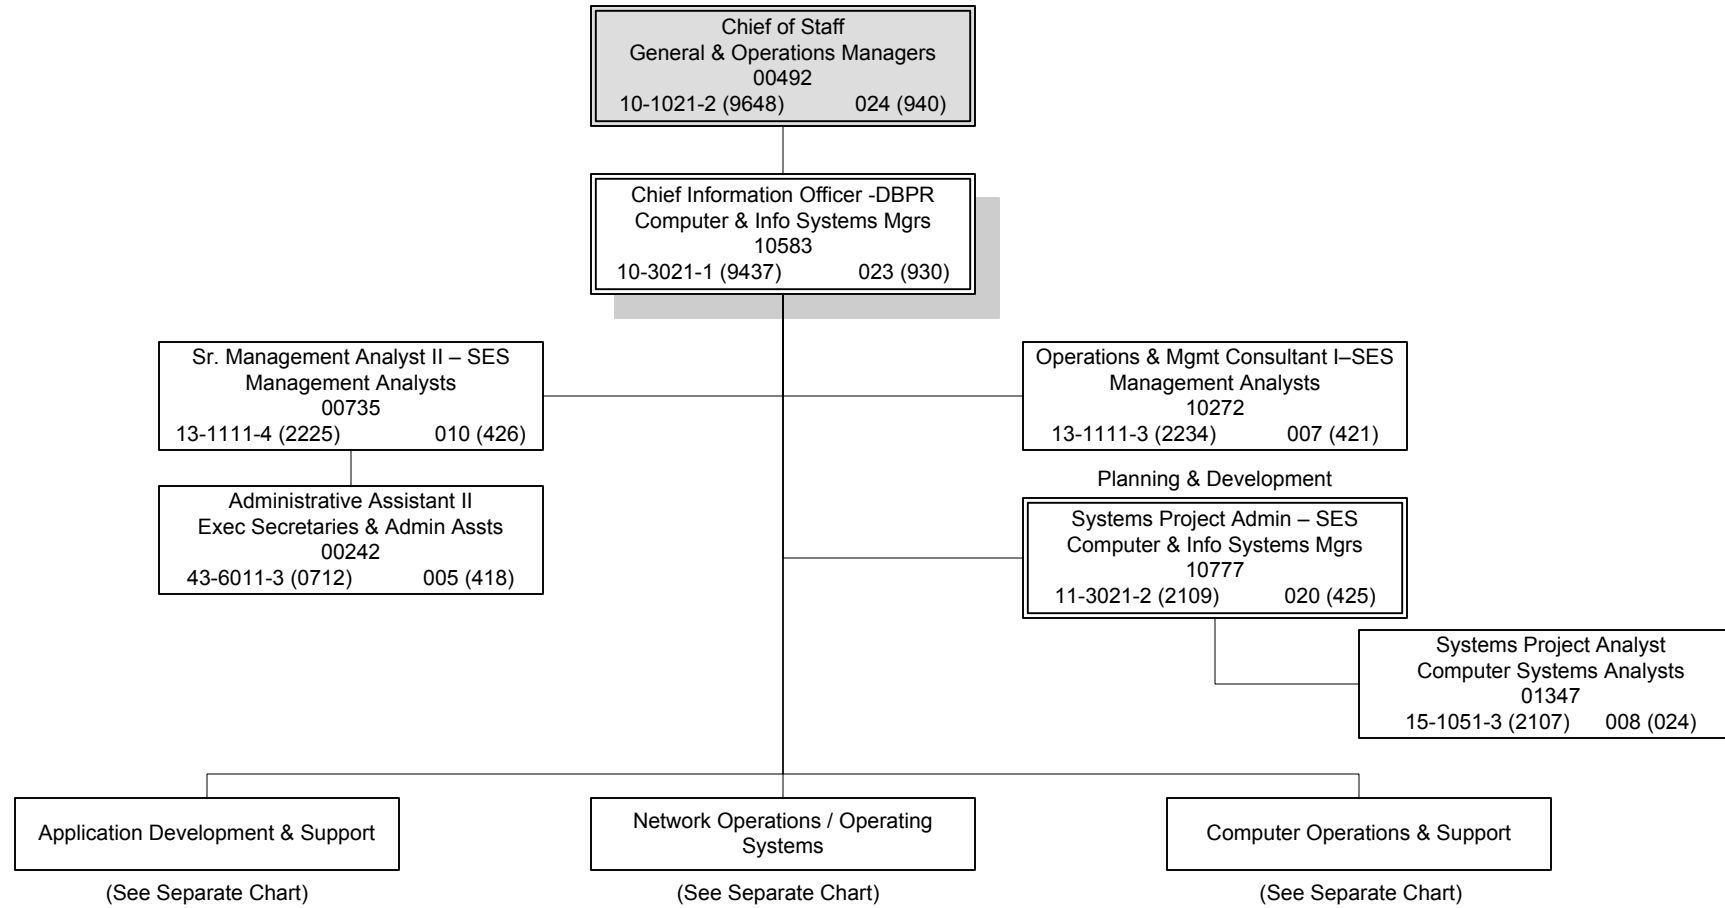 Chief of Staff
General & Operations Managers
00492
10-1021-2 (9648) 024 (940)
Chief Information Officer -DBPR
Computer & Info Systems Mgrs
10583
10-3021-1 (9437) 023 (930)
Sr. Management Analyst II – SES
Management Analysts
00735
13-1111-4 (2225) 010 (426)
Operations & Mgmt Consultant I–SES
Management Analysts
10272
13-1111-3 (2234) 007 (421)
Administrative Assistant II
Exec Secretaries & Admin Assts
00242
43-6011-3 (0712) 005 (418)
Planning & Development
Systems Project Admin – SES
Computer & Info Systems Mgrs
10777
11-3021-2 (2109) 020 (425)
Systems Project Analyst
Computer Systems Analysts
01347
15-1051-3 (2107) 008 (024)
Application Development & Support
(See Separate Chart)
Network Operations / Operating
Systems
(See Separate Chart)
Computer Operations & Support
(See Separate Chart)